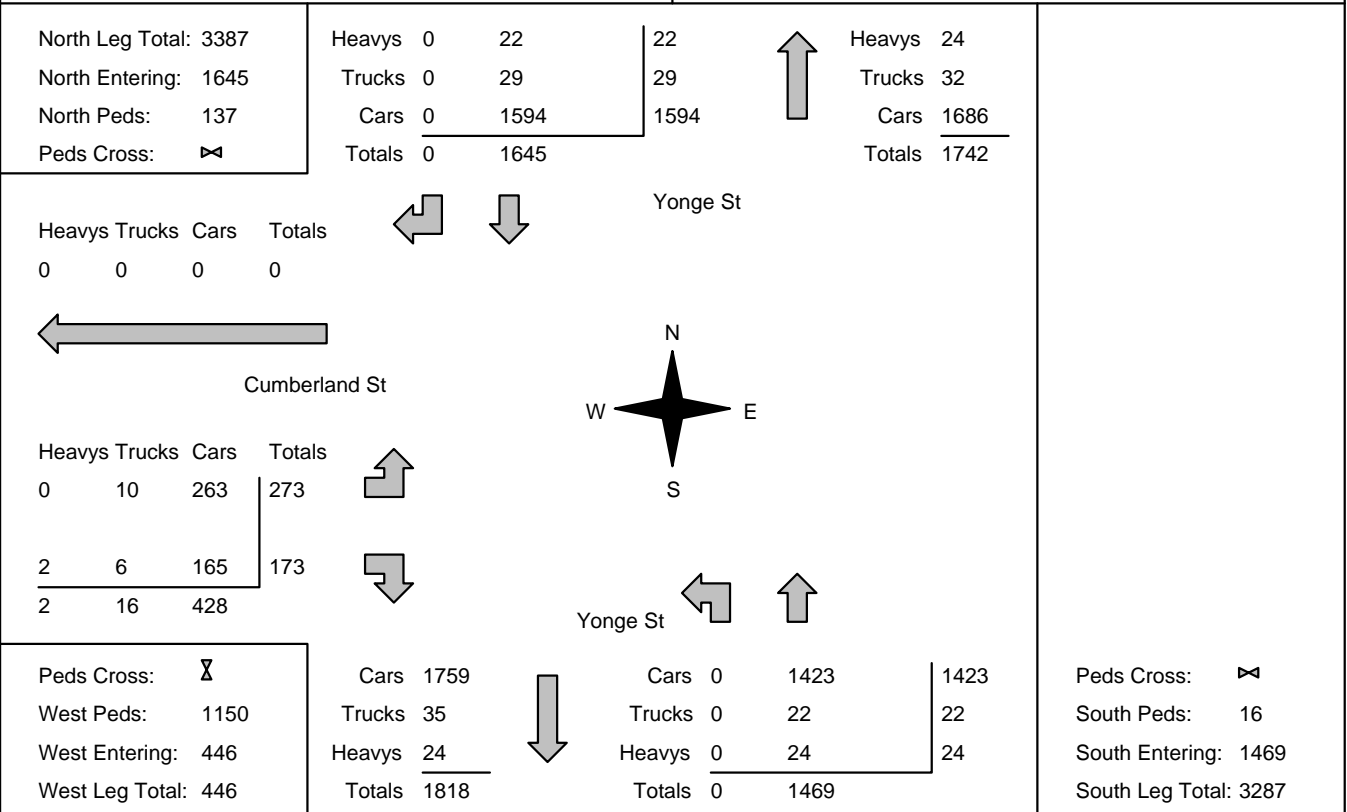 North Leg Total: 3387
North Entering: 1645
North Peds: 137
Peds Cross:
Heavys 0 22 22
Trucks 0 29 29
Cars 0 1594 1594
Totals 0 1645
Heavys 24
Trucks 32
Cars 1686
Totals 1742
Yonge St
Heavys Trucks Cars Totals
0 0 0 0
Cumberland St
N
W E
S
Heavys Trucks Cars Totals
0 10 263 273
2 6 165 173
2 16 428
Yonge St
Peds Cross:
West Peds: 1150
West Entering: 446
West Leg Total: 446
Cars 1759
Trucks 35
Heavys 24
Totals 1818
Cars 0 1423 1423
Trucks 0 22 22
Heavys 0 24 24
Totals 0 1469
Peds Cross:
South Peds: 16
South Entering: 1469
South Leg Total: 3287